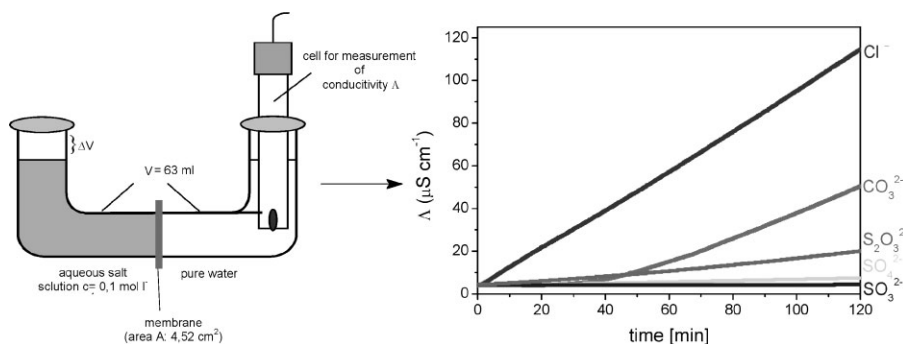 cell for measurement
of
conducitivity Λ
}ΔV
V= 63 ml
aqueous salt
solution c= 0,1 mol l⁻
pure water
membrane
(area A: 4,52 cm²)
Λ (μS cm⁻¹)
120
100
80
60
40
20
0
Cl⁻
CO₃²⁻
S₂O₃²
SO₄²⁻
SO₃²⁻
0 20 40 60 80 100 120
time [min]